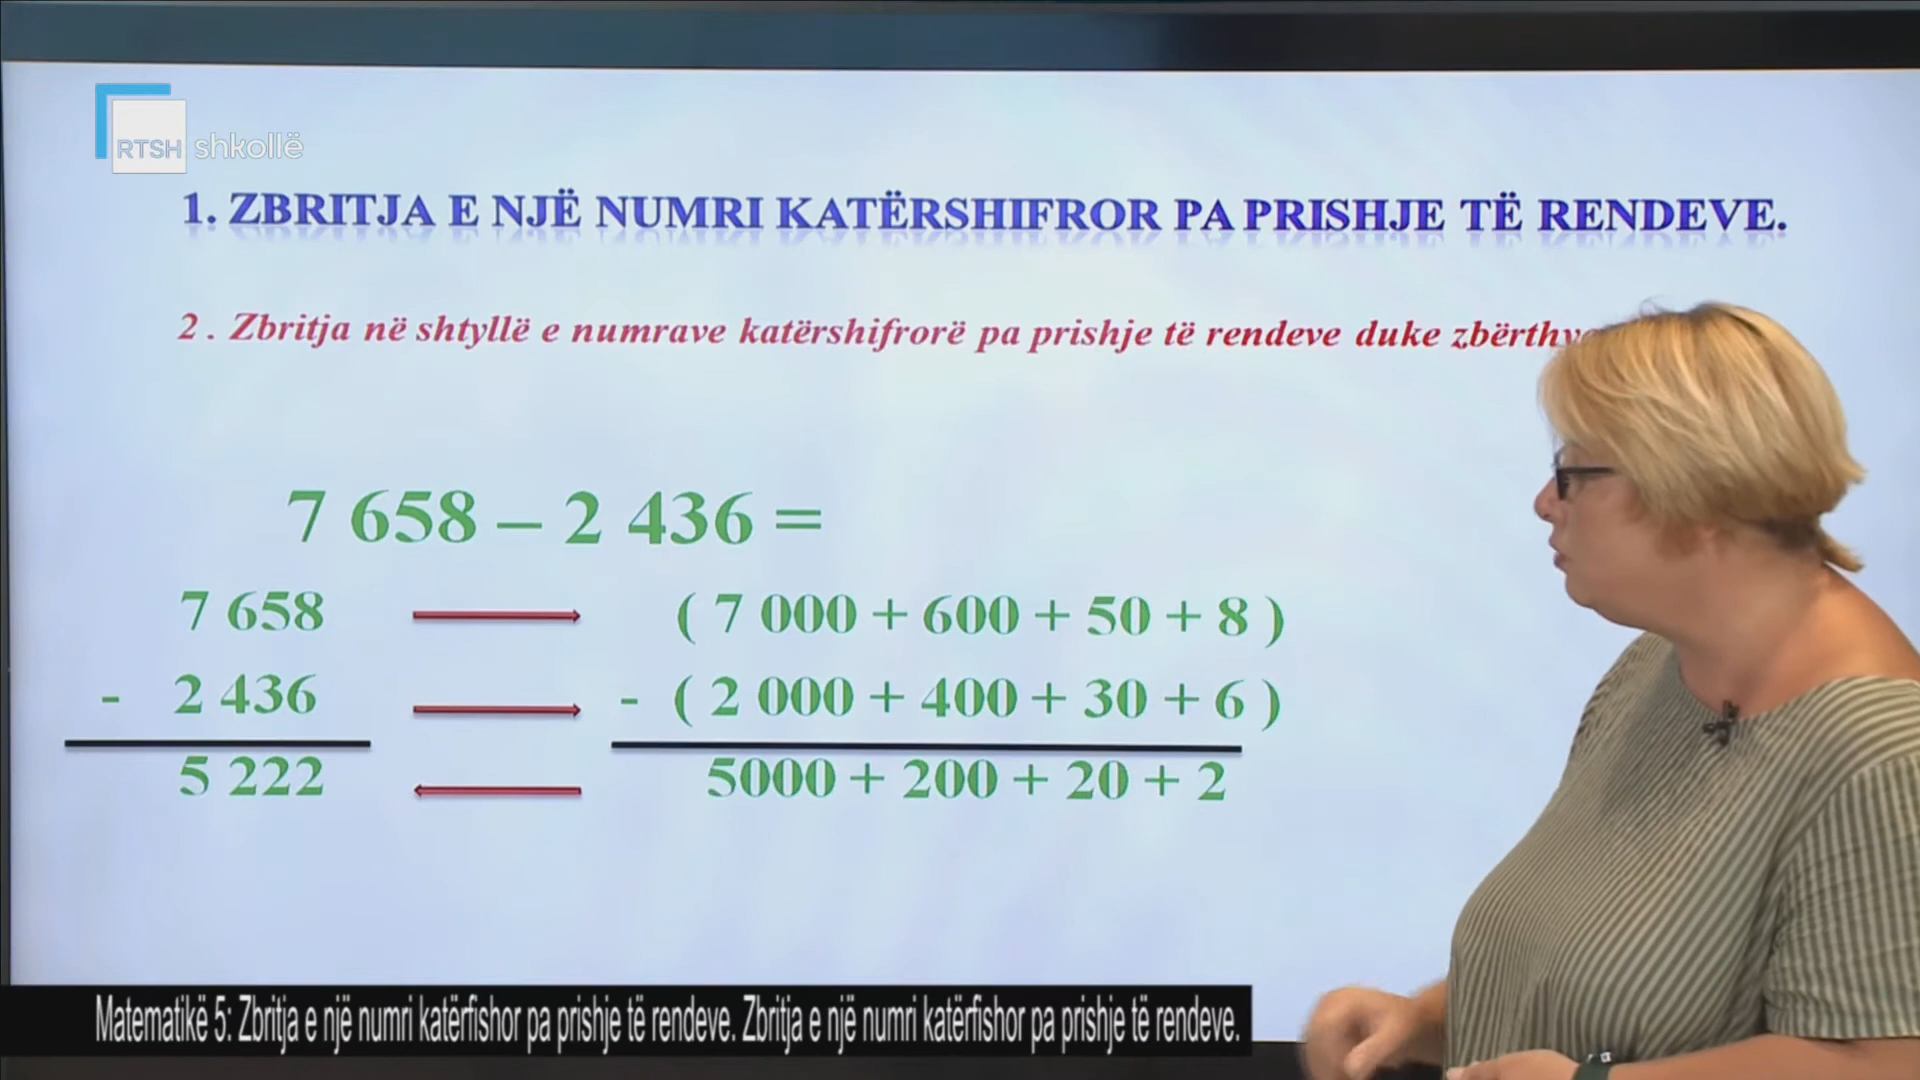 RTSH shkollë
1. ZBRITJA E NJË NUMRI KATËRSHIFROR PA PRISHJE TË RENDEVE.
2 . Zbritja në shtyllë e numrave katërshifrorë pa prishje të rendeve duke
7 658 – 2 436 =
7 658 ( 7 000 + 600 + 50 + 8 )
- 2 436 - ( 2 000 + 400 + 30 + 6 )
5 222 5000 + 200 + 20 + 2
Matematikë 5: Zbritja e një numri katërfishor pa prishje të rendeve. Zbritja e një numri katërfishor pa prishje të rendeve.